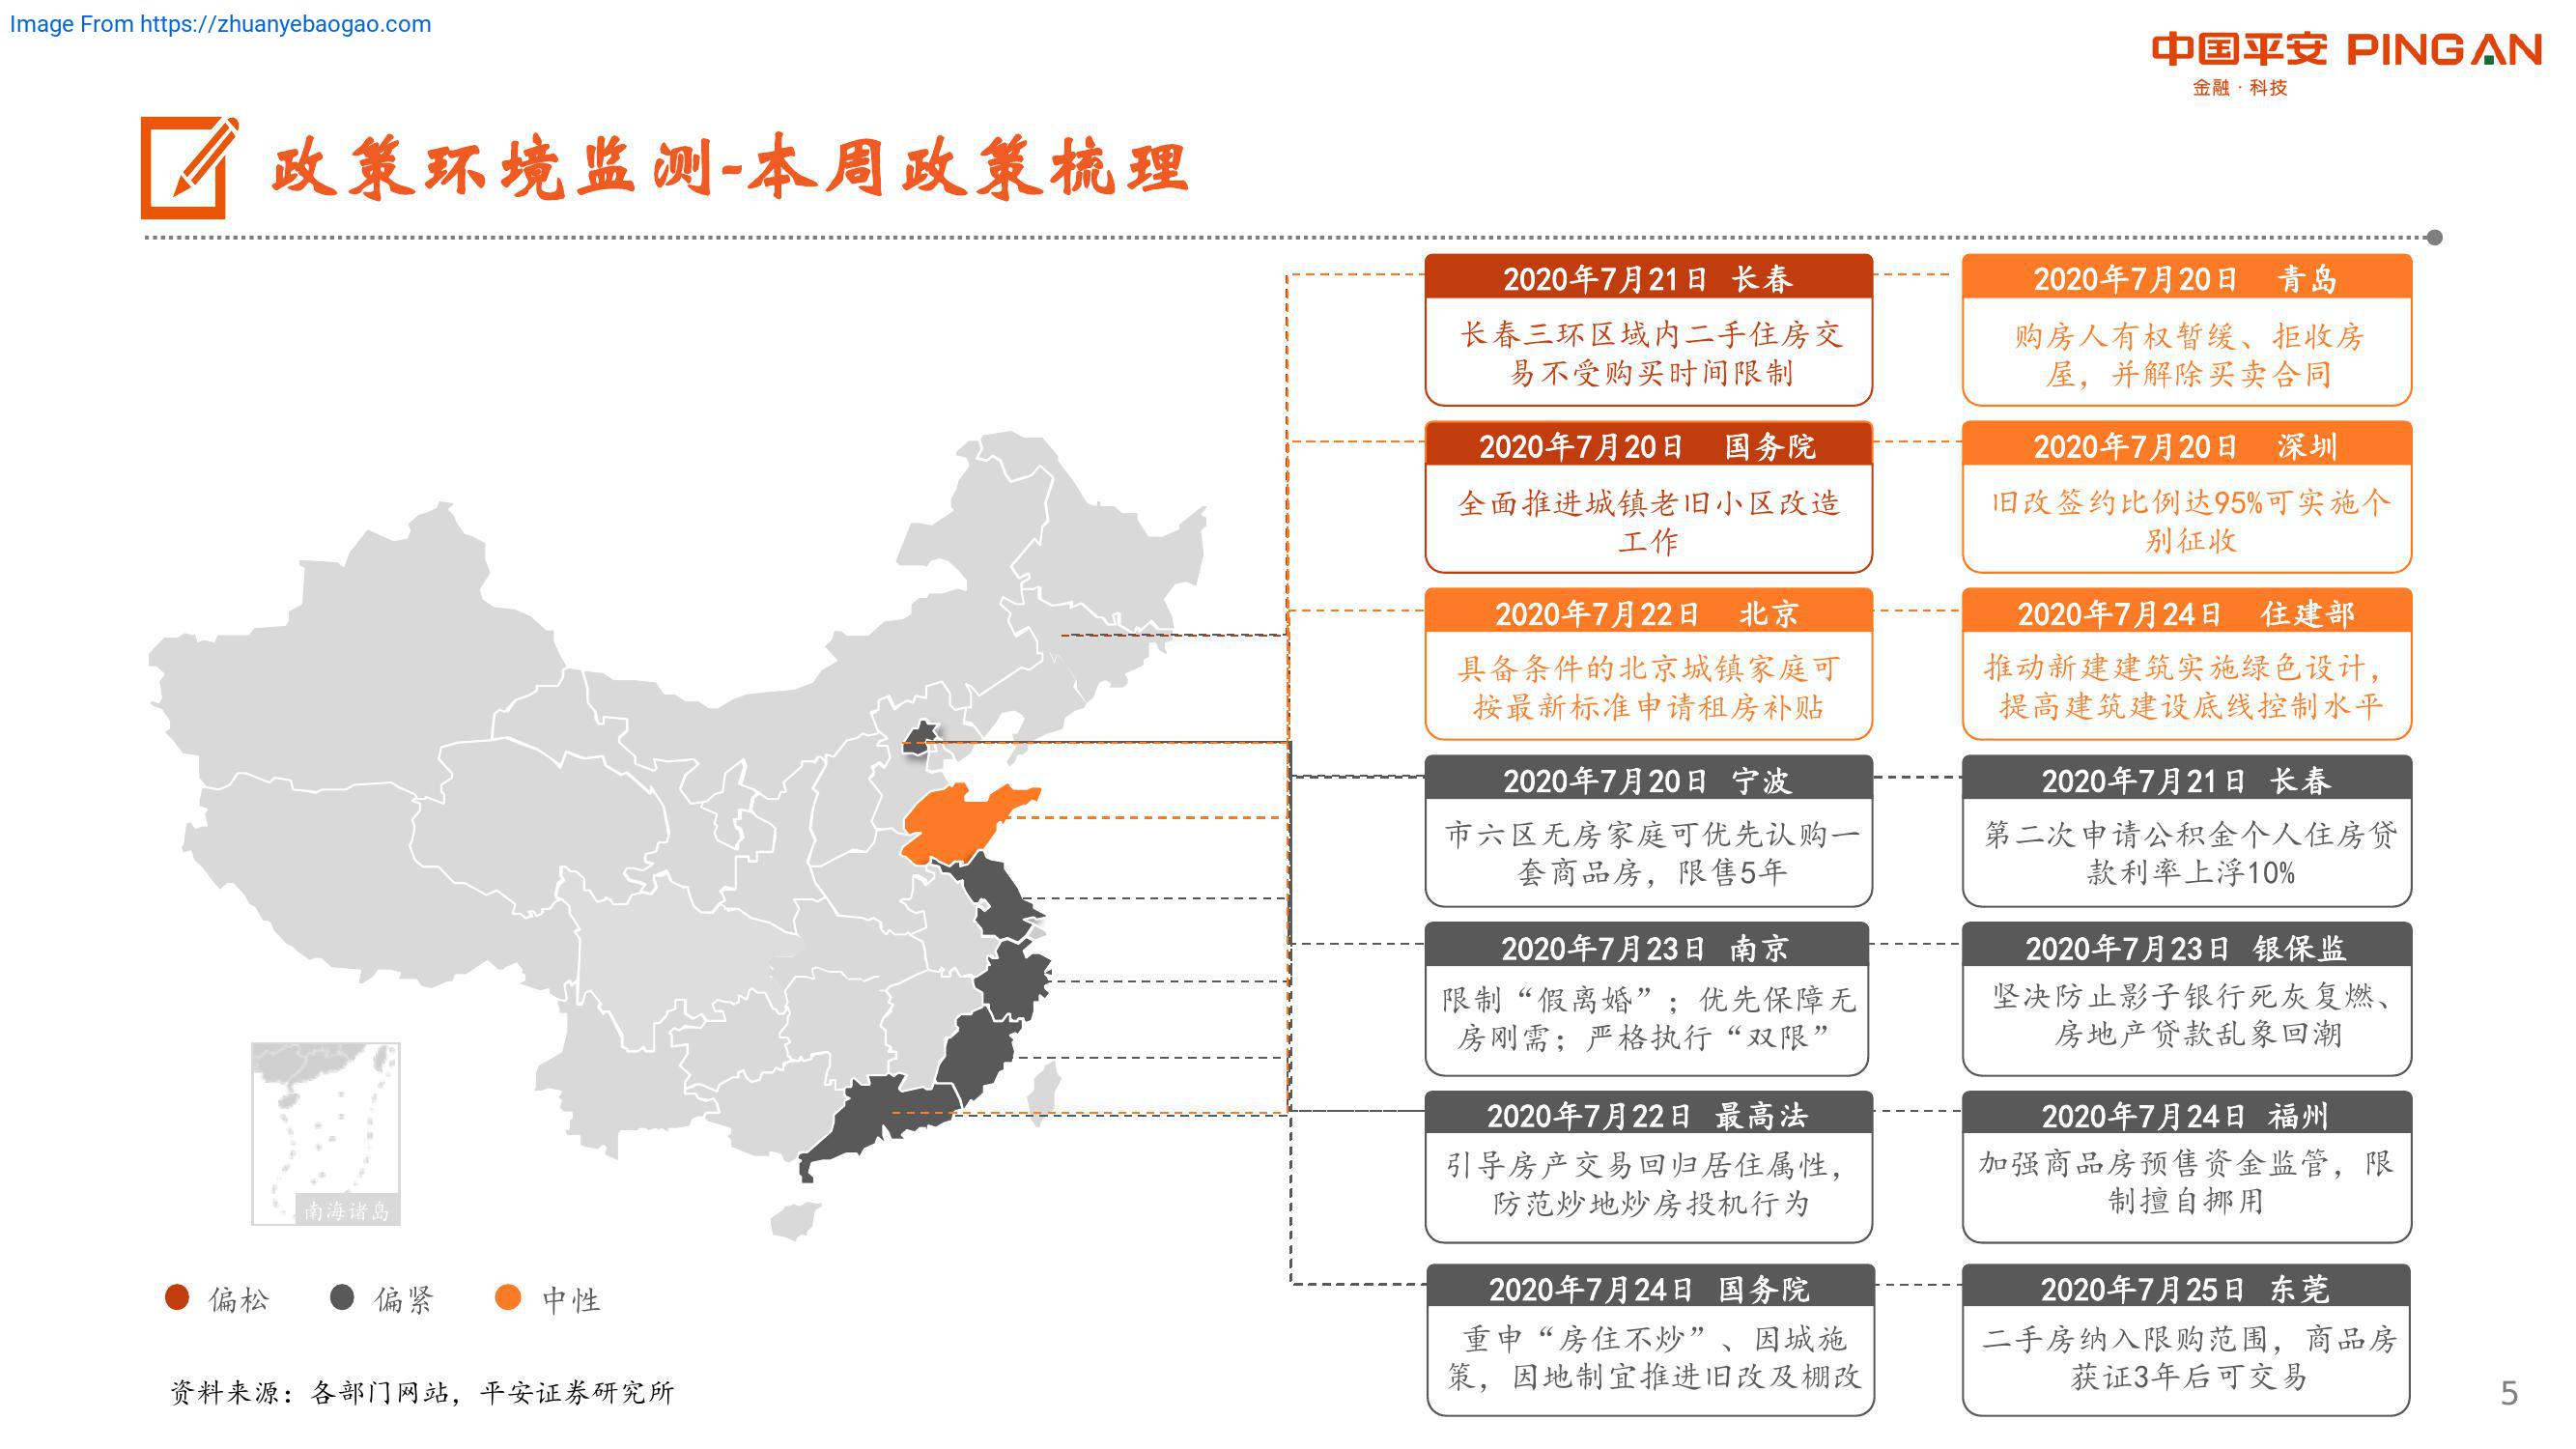 Image From https://zhuanyebaogao.com
中国平安 PINGAN
金融·科技
政策环境监测-本周政策梳理
2020年7月21日 长春
长春三环区域内二手住房交
易不受购买时间限制
2020年7月20日 青岛
购房人有权暂缓、拒收房
屋，并解除买卖合同
2020年7月20日 国务院
全面推进城镇老旧小区改造
工作
2020年7月20日 深圳
旧改签约比例达95%可实施个
别征收
2020年7月22日 北京
具备条件的北京城镇家庭可
按最新标准申请租房补贴
2020年7月24日 住建部
推动新建建筑实施绿色设计，
提高建筑建设底线控制水平
2020年7月20日 宁波
市六区无房家庭可优先认购一
套商品房，限售5年
2020年7月21日 长春
第二次申请公积金个人住房贷
款利率上浮10%
2020年7月23日 南京
限制“假离婚”；优先保障无
房刚需；严格执行“双限”
2020年7月23日 银保监
坚决防止影子银行死灰复燃、
房地产贷款乱象回潮
2020年7月22日 最高法
引导房产交易回归居住属性，
防范炒地炒房投机行为
2020年7月24日 福州
加强商品房预售资金监管，限
制擅自挪用
2020年7月24日 国务院
重申“房住不炒”、因城施
策，因地制宜推进旧改及棚改
2020年7月25日 东莞
二手房纳入限购范围，商品房
获证3年后可交易
南海诸岛
偏松 偏紧 中性
资料来源：各部门网站，平安证券研究所
5